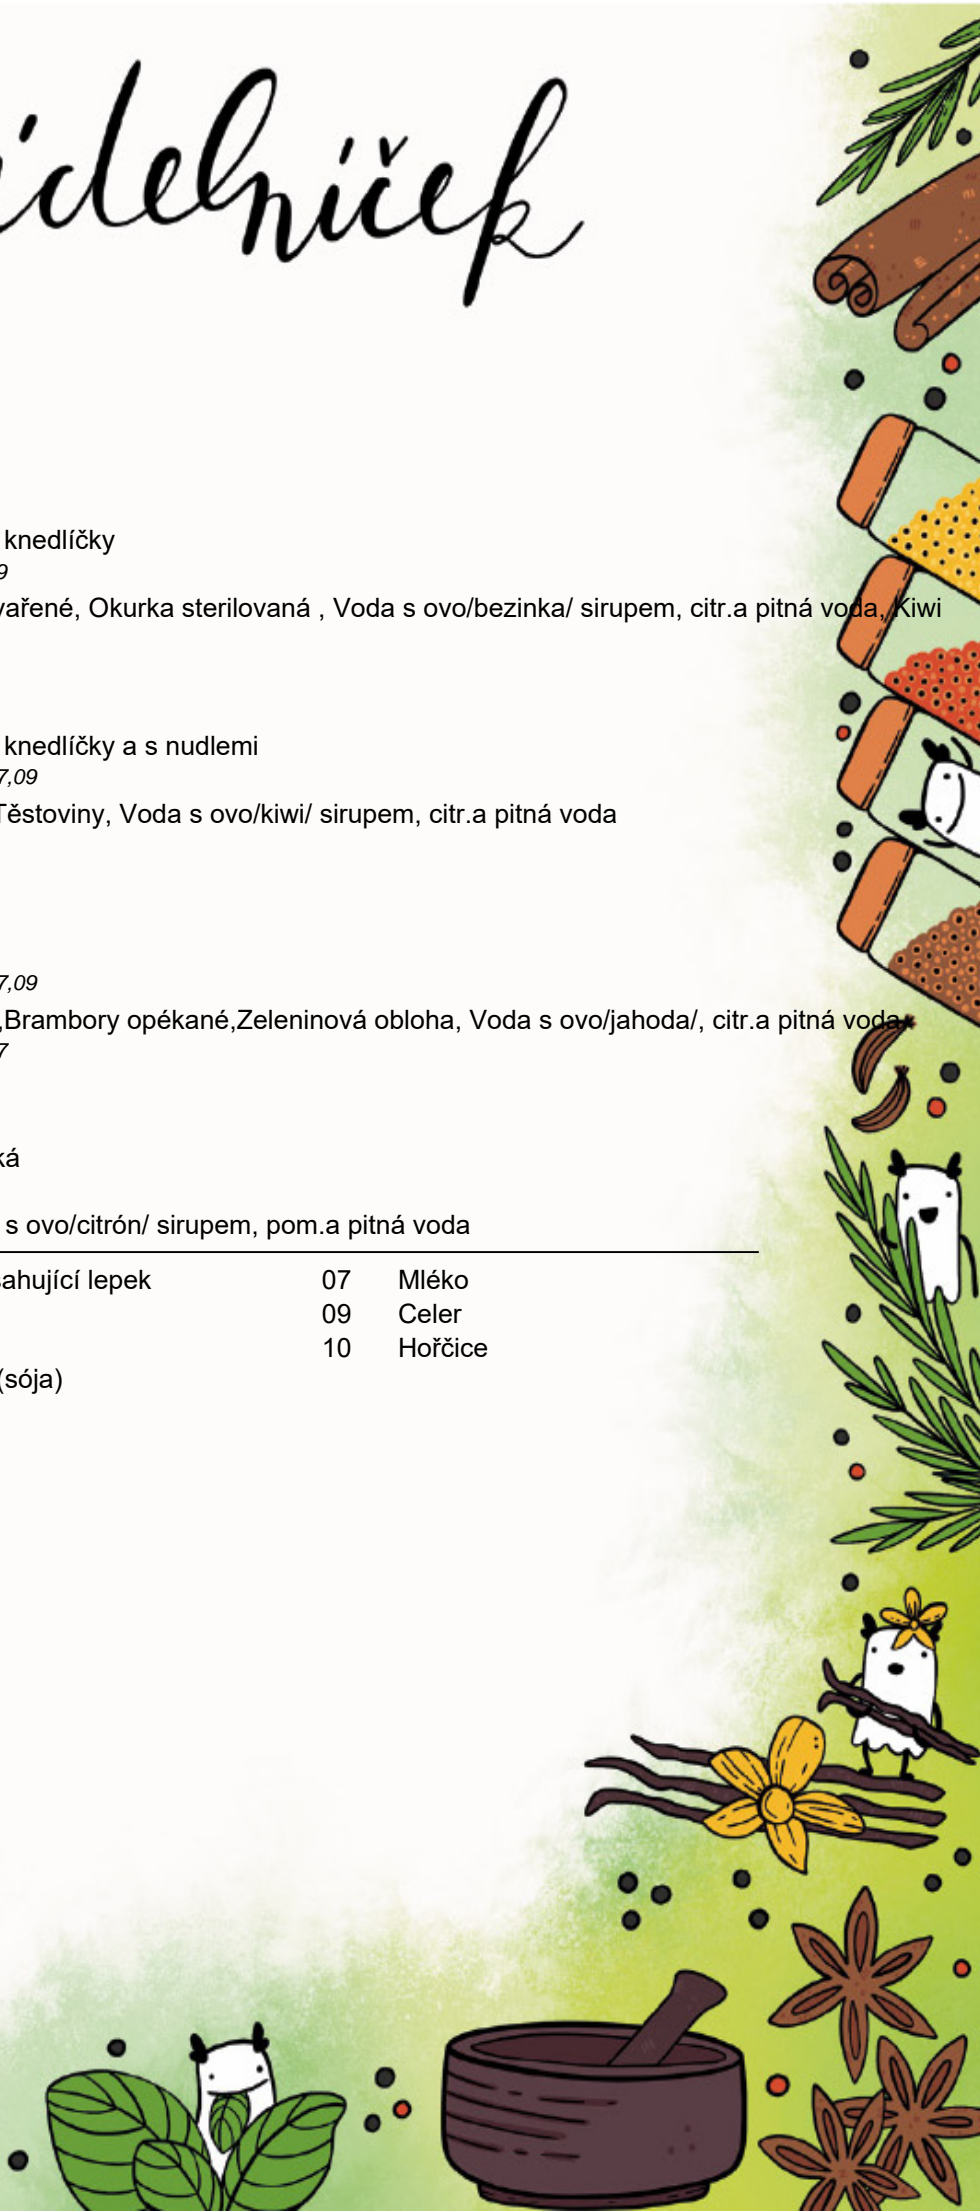 ídelníček
knedlíčky
9
vařené, Okurka sterilovaná , Voda s ovo/bezinka/ sirupem, citr.a pitná voda, Kiwi
knedlíčky a s nudlemi
7,09
Těstoviny, Voda s ovo/kiwi/ sirupem, citr.a pitná voda
7,09
,Brambory opékané,Zeleninová obloha, Voda s ovo/jahoda/, citr.a pitná voda
7
ká
s ovo/citrón/ sirupem, pom.a pitná voda
sahující lepek 07 Mléko
09 Celer
10 Hořčice
(sója)